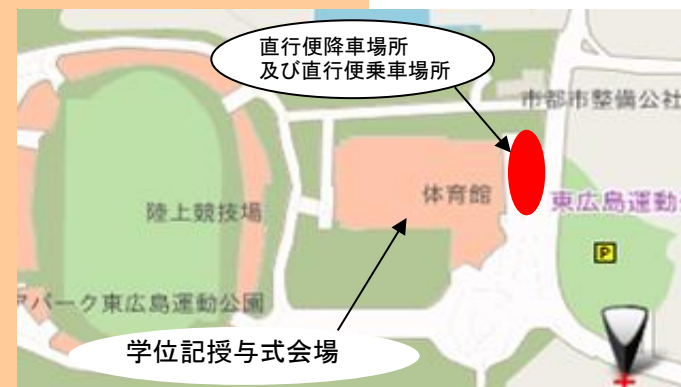 直行便降車場所
及び直行便乗車場所
市都市整備公社
体育館
陸上競技場
東広島運動
P
アパーク東広島運動公園
学位記授与式会場